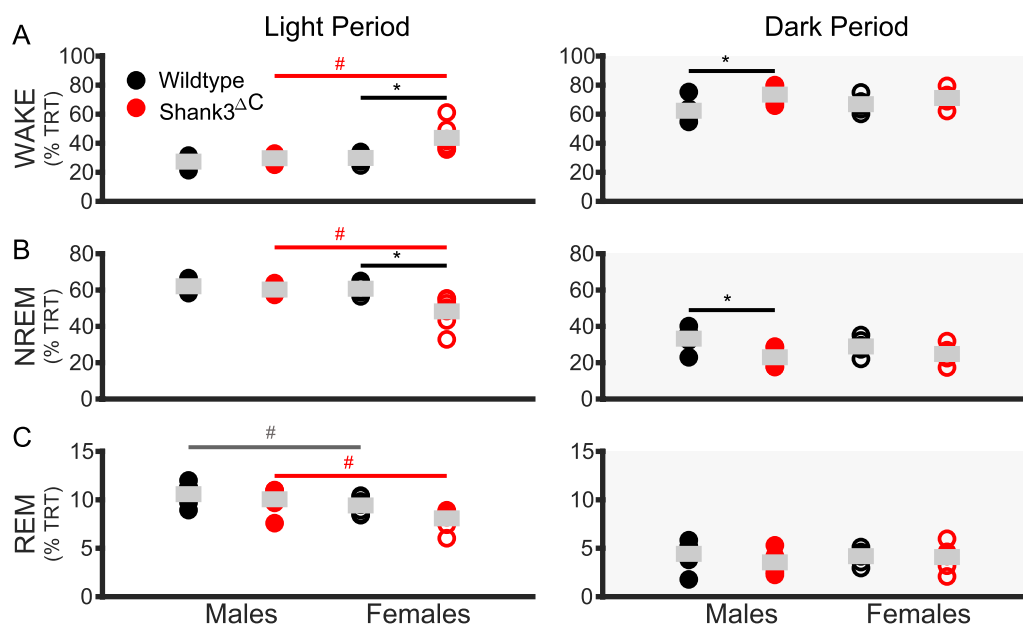 Light Period
Dark Period
A
WAKE
(% TRT)
100
80
60
40
20
0
Wildtype
Shank3ΔC
#
*
100
80
60
40
20
0
*
B
NREM
(% TRT)
80
60
40
20
0
#
*
80
60
40
20
0
*
C
REM
(% TRT)
15
10
5
0
#
#
15
10
5
0
Males
Females
Males
Females